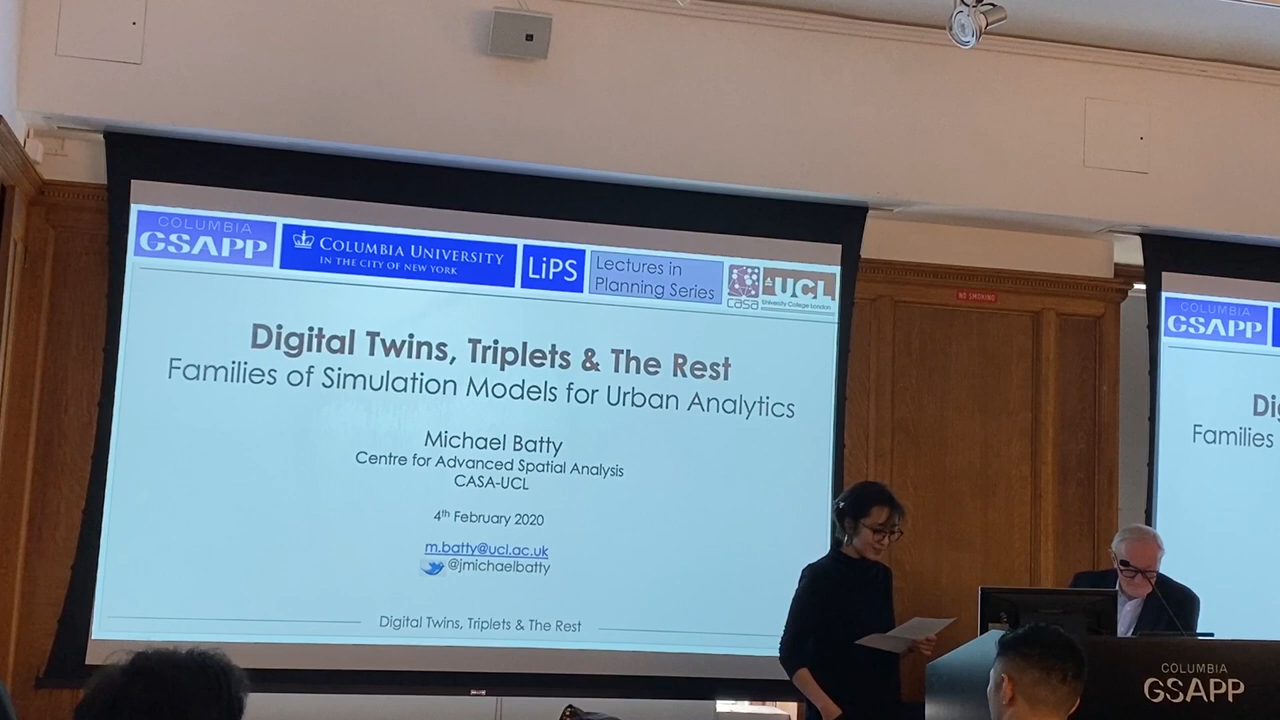 COLUMBIA
GSAPP
COLUMBIA UNIVERSITY
IN THE CITY OF NEW YORK
LiPS
Lectures in
Planning Series
casa
UCL
University College London
Digital Twins, Triplets & The Rest
Families of Simulation Models for Urban Analytics
Michael Batty
Centre for Advanced Spatial Analysis
CASA-UCL
4th February 2020
m.batty@ucl.ac.uk
@jmichaelbatty
Digital Twins, Triplets & The Rest
NO SMOKING
COLUMBIA
GSAPP
Di
Families
COLUMBIA
GSAPP